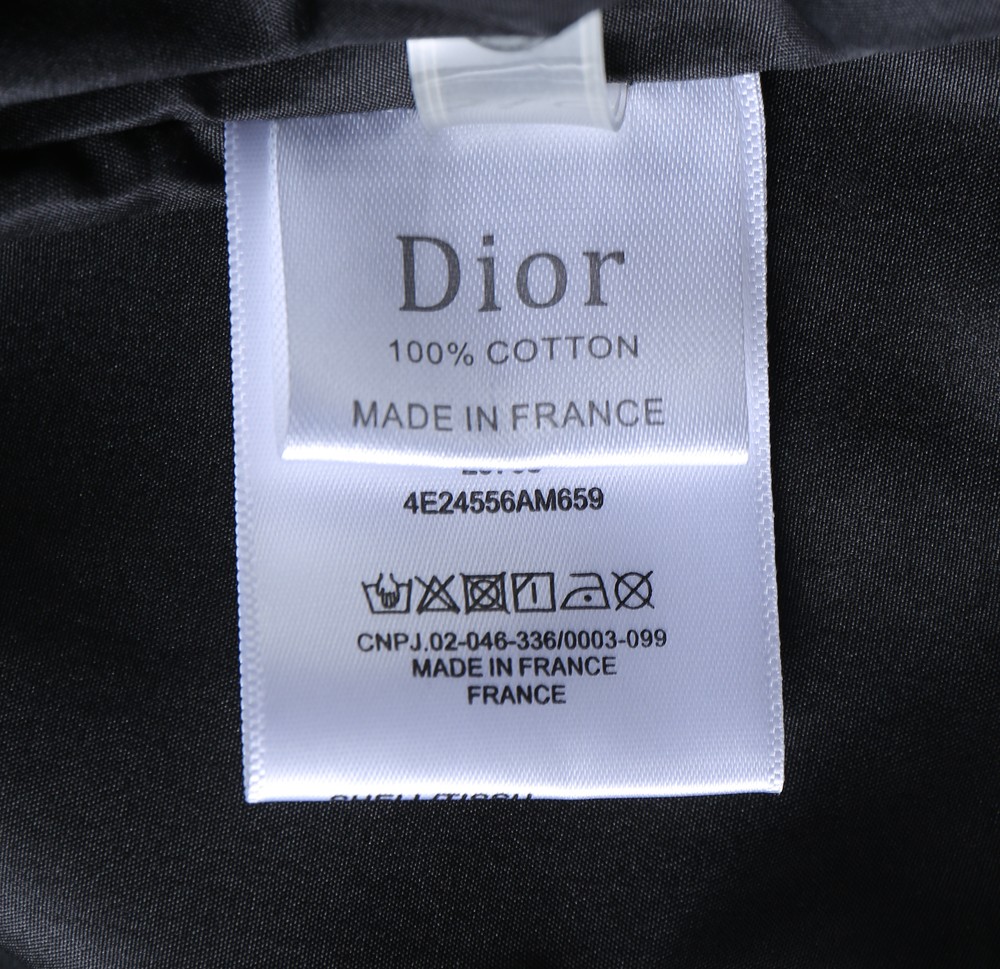 Dior
100% COTTON
MADE IN FRANCE
4E24556AM659
CNPJ.02-046-336/0003-099
MADE IN FRANCE
FRANCE